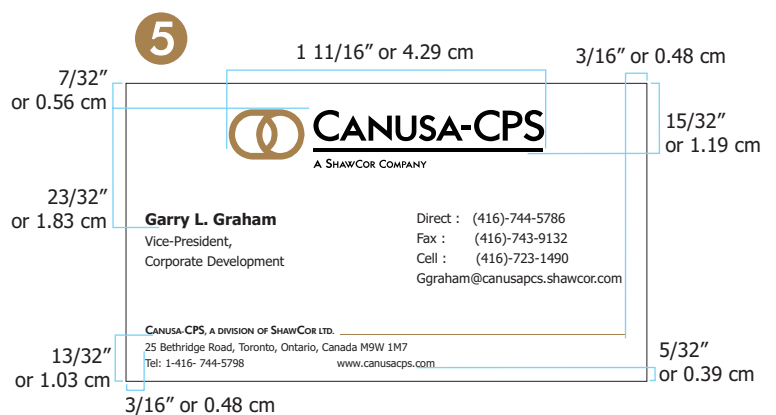 5
1 11/16″ or 4.29 cm
3/16″ or 0.48 cm
7/32″
or 0.56 cm
CANUSA-CPS
A SHAWCOR COMPANY
15/32″
or 1.19 cm
23/32″
or 1.83 cm
Garry L. Graham
Vice-President,
Corporate Development
Direct : (416)-744-5786
Fax : (416)-743-9132
Cell : (416)-723-1490
Ggraham@canusapcs.shawcor.com
CANUSA-CPS, A DIVISION OF SHAWCOR LTD.
25 Bethridge Road, Toronto, Ontario, Canada M9W 1M7
Tel: 1-416- 744-5798 www.canusacps.com
13/32″
or 1.03 cm
5/32″
or 0.39 cm
3/16″ or 0.48 cm